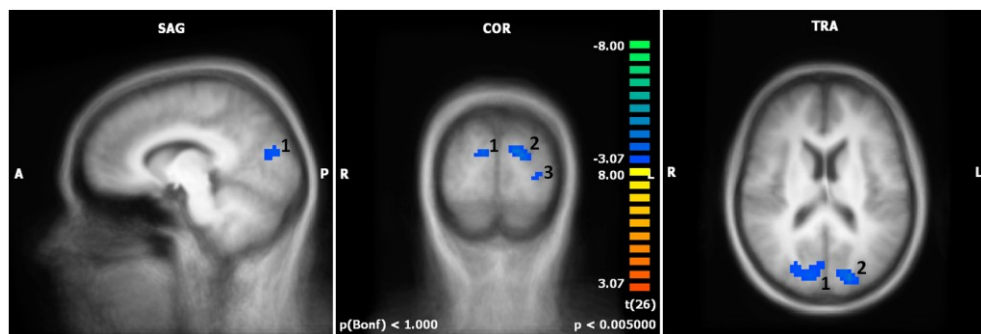 SAG
1
A
P
COR
-8.00
1
2
-3.07
3
R
L
8.00
3.07
t(26)
p(Bonf) < 1.000
p < 0.005000
TRA
R
L
1
2